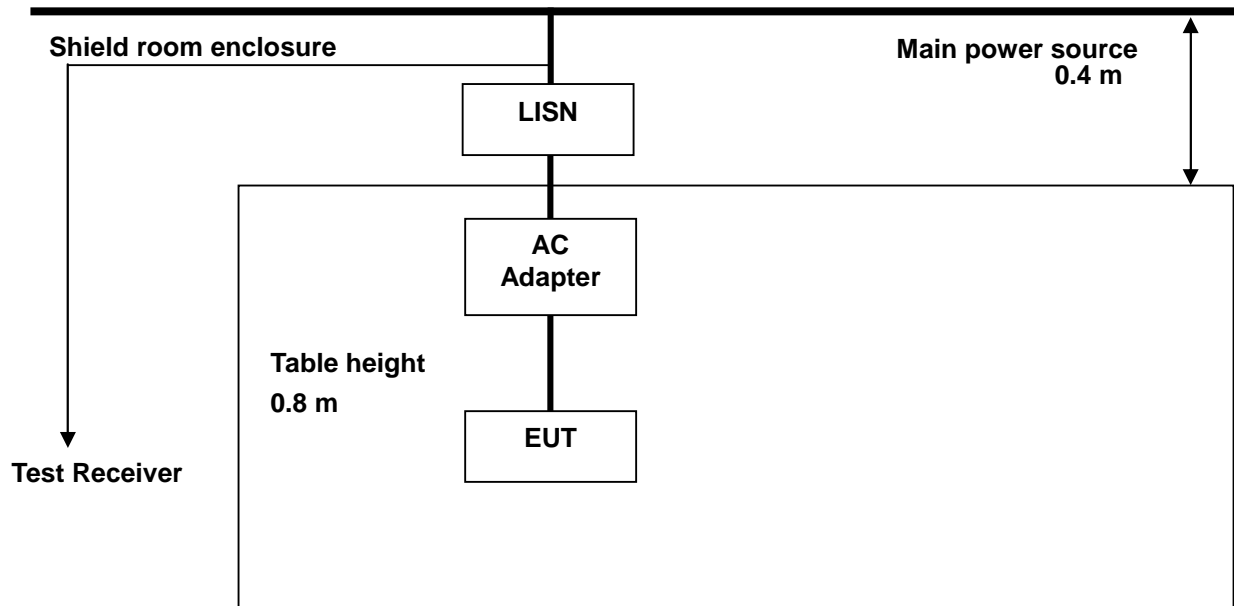 Shield room enclosure
Main power source
0.4 m
LISN
AC
Adapter
Table height
0.8 m
EUT
Test Receiver